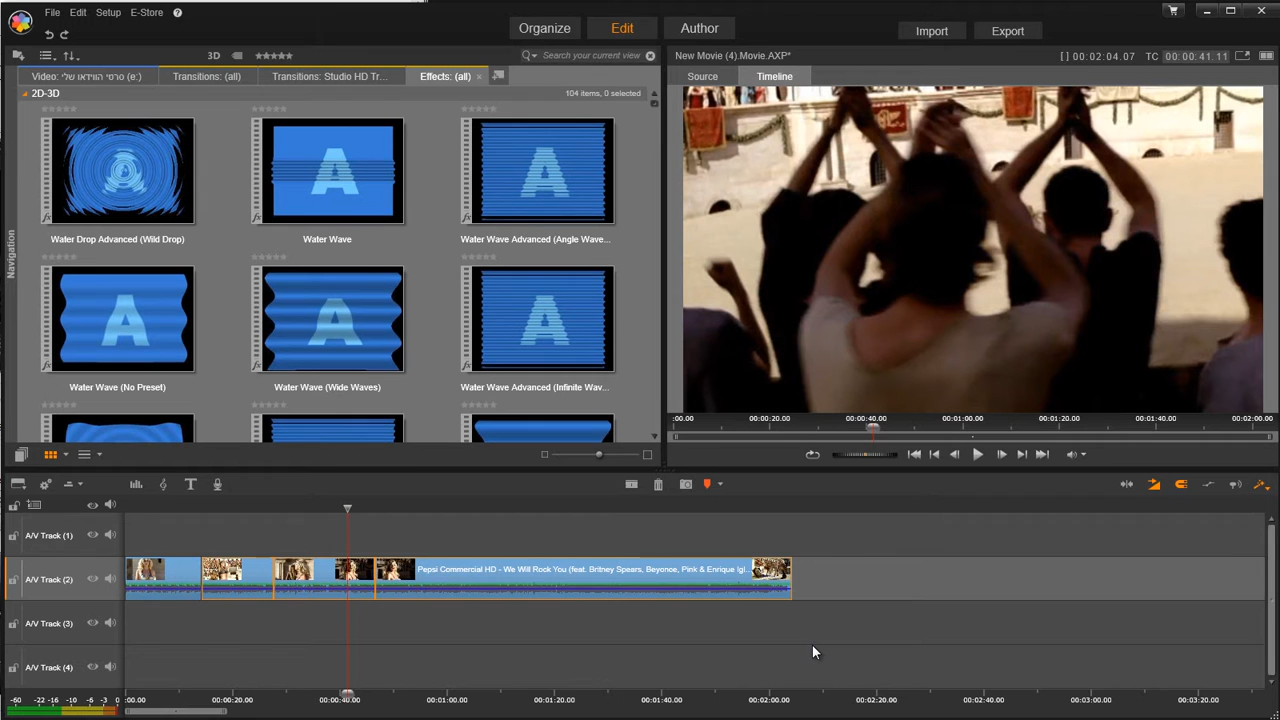 File Edit Setup E-Store ?
Organize Edit Author
Import Export
3D Search your current view
New Movie (4).Movie.AXP* [ ] 00:02:04.07 TC 00:00:41.11
Video: סרטי הווידאו שלי (e:) Transitions: (all) Transitions: Studio HD Tr... Effects: (all) ×
Source Timeline
2D-3D 104 items, 0 selected
Navigation
A A A
fx fx fx
Water Drop Advanced (Wild Drop) Water Wave Water Wave Advanced (Angle Wave...
A A A
fx fx fx
Water Wave (No Preset) Water Wave (Wide Waves) Water Wave Advanced (Infinite Wav...
:00.00 00:00:20.00 00:00:40.00 00:01:00.00 00:01:20.00 00:01:40.00 00:02:00.00
T
A/V Track (1)
A/V Track (2)
Pepsi Commercial HD - We Will Rock You (feat. Britney Spears, Beyonce, Pink & Enrique Igl...
A/V Track (3)
A/V Track (4)
-60 -22 -16 -10 -6 -3 0
:00.00 00:00:20.00 00:00:40.00 00:01:00.00 00:01:20.00 00:01:40.00 00:02:00.00 00:02:20.00 00:02:40.00 00:03:00.00 00:03:20.00